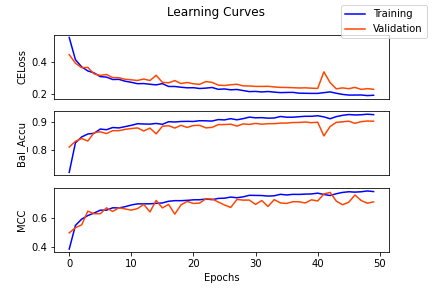 Learning Curves
Training
Validation
CELoss
0.4
0.2
Bal_Accu
0.9
0.8
MCC
0.6
0.4
0 10 20 30 40 50
Epochs